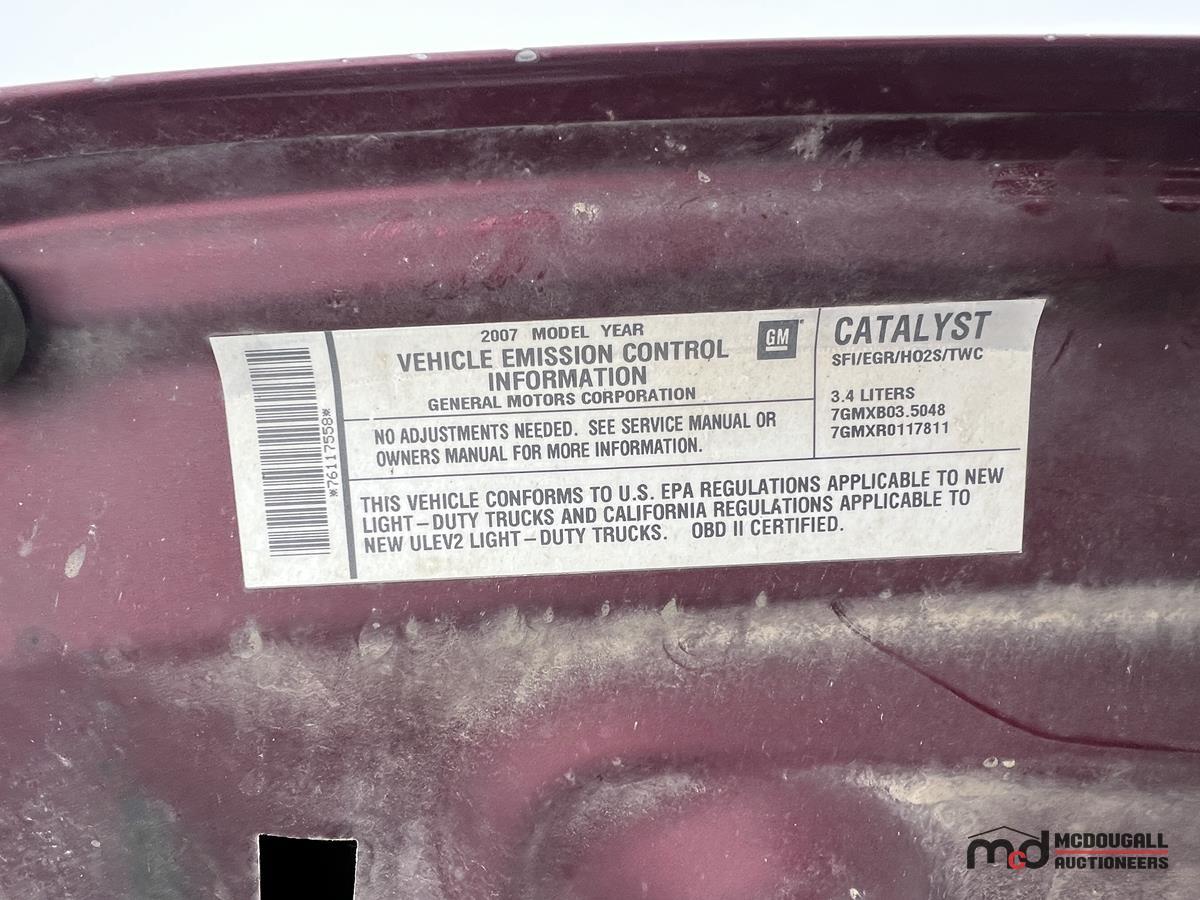 *76117558*
2007 MODEL YEAR
VEHICLE EMISSION CONTROL
INFORMATION
GENERAL MOTORS CORPORATION
GM
NO ADJUSTMENTS NEEDED. SEE SERVICE MANUAL OR
OWNERS MANUAL FOR MORE INFORMATION.
CATALYST
SFI/EGR/HO2S/TWC
3.4 LITERS
7GMXB03.5048
7GMXR0117811
THIS VEHICLE CONFORMS TO U.S. EPA REGULATIONS APPLICABLE TO NEW
LIGHT-DUTY TRUCKS AND CALIFORNIA REGULATIONS APPLICABLE TO
NEW ULEV2 LIGHT-DUTY TRUCKS. OBD II CERTIFIED.
mcd
MCDOUGALL
AUCTIONEERS